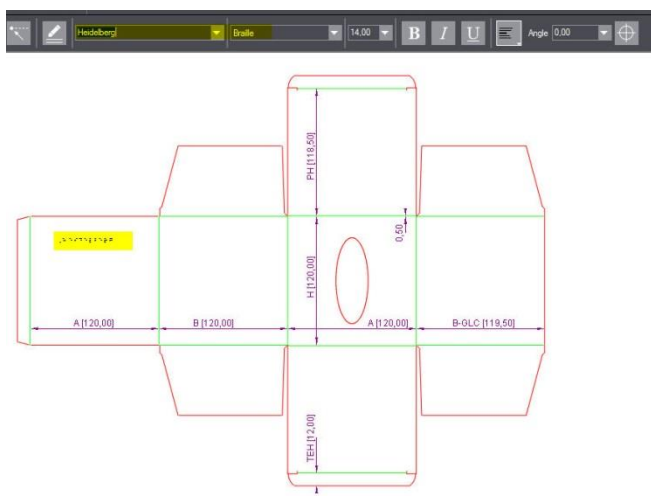 Heidelberg Braille 14,00 B I U Angle 0,00
PH [118,50]
0,50
H [120,00]
A [120,00] B [120,00] A [120,00] B-GLC [119,50]
TEH [12,00]